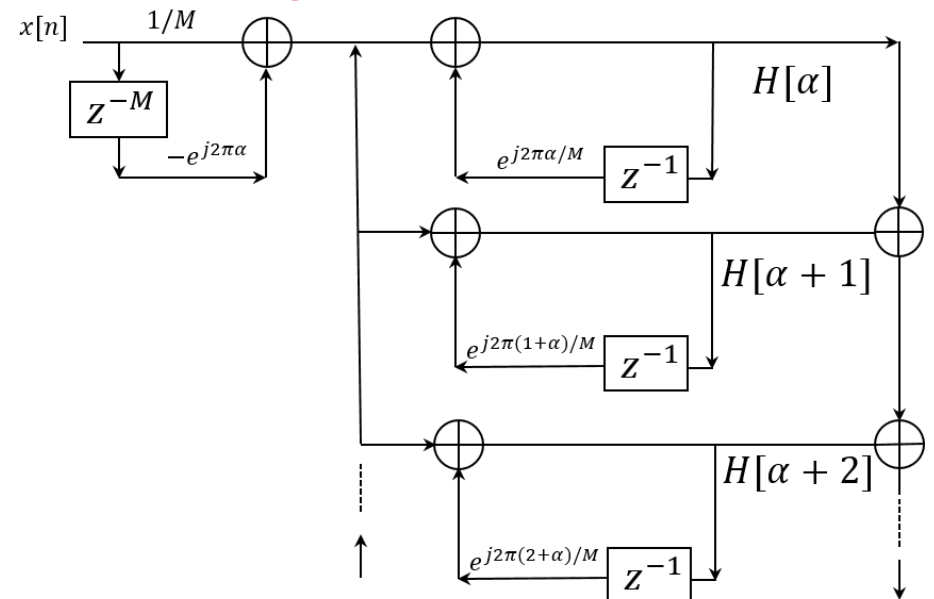 x[n]
1/M
z^{-M}
-e^{j2πα}
H[α]
e^{j2πα/M}
z^{-1}
H[α + 1]
e^{j2π(1+α)/M}
z^{-1}
H[α + 2]
e^{j2π(2+α)/M}
z^{-1}